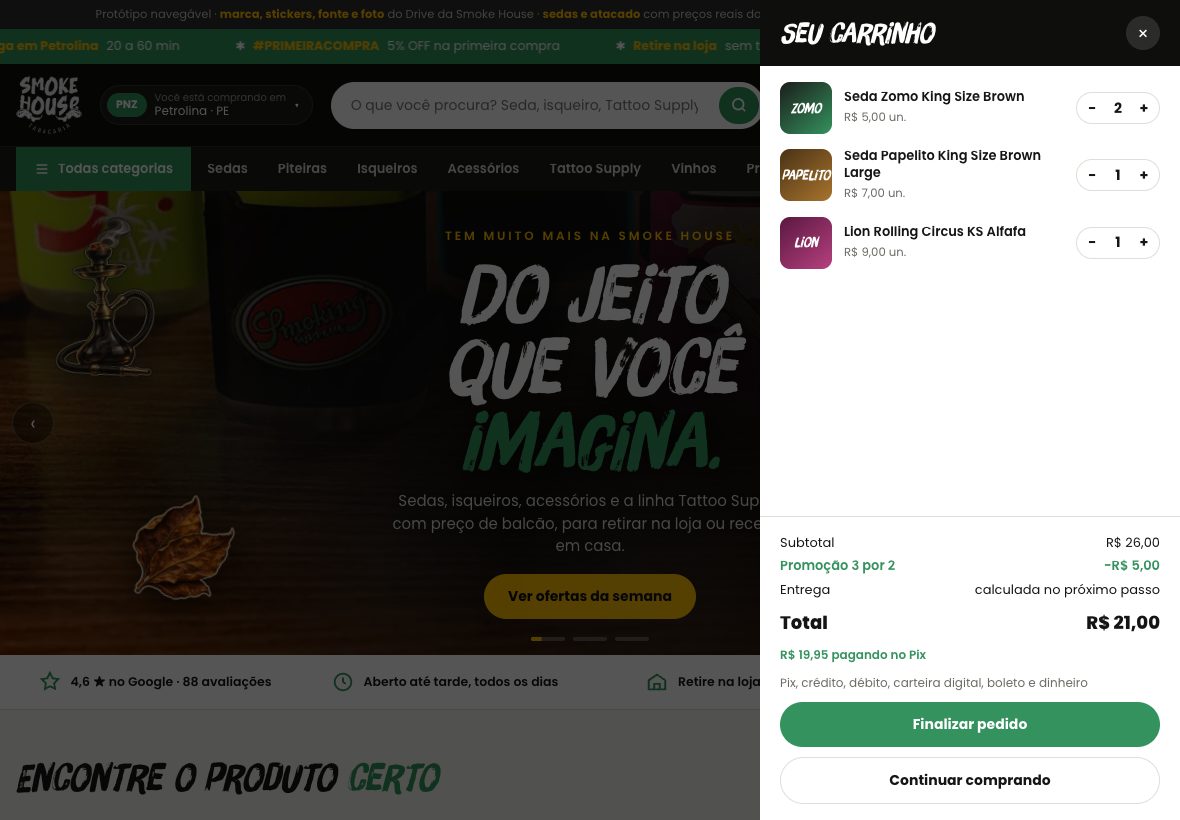 Protótipo navegável · marca, stickers, fonte e foto do Drive da Smoke House · sedas e atacado com preços reais do
ga em Petrolina 20 a 60 min * #PRIMEIRACOMPRA 5% OFF na primeira compra * Retire na loja sem t
SMOKE
HOUSE
TABACARIA
PNZ
Você está comprando em
Petrolina · PE
O que você procura? Seda, isqueiro, Tattoo Supply
Todas categorias Sedas Piteiras Isqueiros Acessórios Tattoo Supply Vinhos Pr
Smoking
TEM MUITO MAIS NA SMOKE HOUSE
DO JEITO
QUE VOCÊ
IMAGINA.
Sedas, isqueiros, acessórios e a linha Tattoo Sup
com preço de balcão, para retirar na loja ou rece
em casa.
Ver ofertas da semana
4,6 ★ no Google · 88 avaliações
Aberto até tarde, todos os dias
Retire na loja
ENCONTRE O PRODUTO CERTO
SEU CARRINHO
×
ZOMO
Seda Zomo King Size Brown
R$ 5,00 un.
- 2 +
PAPELITO
Seda Papelito King Size Brown
Large
R$ 7,00 un.
- 1 +
LION
Lion Rolling Circus KS Alfafa
R$ 9,00 un.
- 1 +
Subtotal R$ 26,00
Promoção 3 por 2 -R$ 5,00
Entrega calculada no próximo passo
Total R$ 21,00
R$ 19,95 pagando no Pix
Pix, crédito, débito, carteira digital, boleto e dinheiro
Finalizar pedido
Continuar comprando